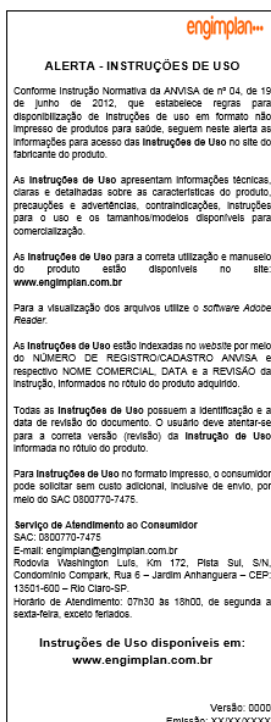 engimplan
ALERTA - INSTRUÇÕES DE USO
Conforme Instrução Normativa da ANVISA de nº 04, de 19
de junho de 2012, que estabelece regras para
disponibilização de instruções de uso em formato não
impresso de produtos para saúde, seguem neste alerta as
informações para acesso das Instruções de Uso no site do
fabricante do produto.
As Instruções de Uso apresentam informações técnicas,
claras e detalhadas sobre as características do produto,
precauções e advertências, contraindicações, instruções
para o uso e os tamanhos/modelos disponíveis para
comercialização.
As Instruções de Uso para a correta utilização e manuseio
do produto estão disponíveis no site:
www.engimplan.com.br
Para a visualização dos arquivos utilize o software Adobe
Reader.
As Instruções de Uso estão indexadas no website por meio
do NÚMERO DE REGISTRO/CADASTRO ANVISA e
respectivo NOME COMERCIAL, DATA e a REVISÃO da
instrução, informados no rótulo do produto adquirido.
Todas as Instruções de Uso possuem a identificação e a
data de revisão do documento. O usuário deve atentar-se
para a correta versão (revisão) da Instrução de Uso
informada no rótulo do produto.
Para Instruções de Uso no formato impresso, o consumidor
pode solicitar sem custo adicional, inclusive de envio, por
meio do SAC 0800770-7475.
Serviço de Atendimento ao Consumidor
SAC: 0800770-7475
E-mail: engimplan@engimplan.com.br
Rodovia Washington Luis, Km 172, Pista Sul, S/N,
Condomínio Compark, Rua 6 – Jardim Anhanguera – CEP:
13501-600 – Rio Claro-SP.
Horário de Atendimento: 07h30 às 18h00, de segunda a
sexta-feira, exceto feriados.
Instruções de Uso disponíveis em:
www.engimplan.com.br
Versão: 0000
Emissão: XX/XX/XXXX